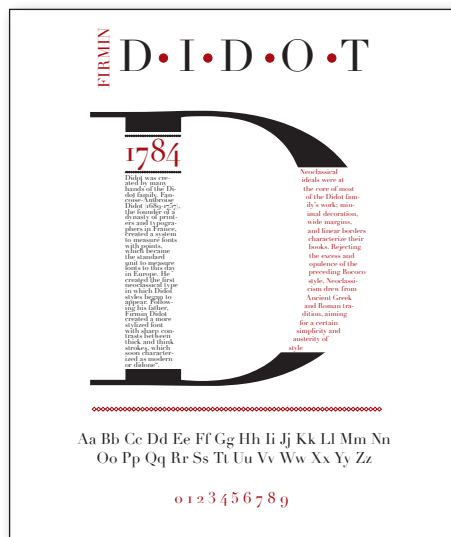 FIRMIN
D•I•D•O•T
1784
Didot was cre-
ated by many
hands of the Di-
dot family. Fan-
coise-Ambroise
Didot (1689-1757),
the founder of a
dynasty of print-
ers and typogra-
phers in France,
created a system
to measure fonts
with points,
which became
the standard
unit to measure
fonts to this day
in Europe. He
created the first
neoclassical type
in which Didot
styles began to
appear. Follow-
ing his father,
Firmin Didot
created a more
stylized font
with sharp con-
trasts between
thick and think
strokes, which
soon character-
ized as modern
or didone".
Neoclassical
ideals were at
the core of most
of the Didot fam-
ily's work; min-
imal decoration,
wide margins,
and linear borders
characterize their
books. Rejecting
the excess and
opulence of the
preceding Rococo
style, Neoclassi-
cism drew from
Ancient Greek
and Roman tra-
dition, aiming
for a certain
simplicity and
austerity of
style
Aa Bb Cc Dd Ee Ff Gg Hh Ii Jj Kk Ll Mm Nn
Oo Pp Qq Rr Ss Tt Uu Vv Ww Xx Yy Zz
0 1 2 3 4 5 6 7 8 9